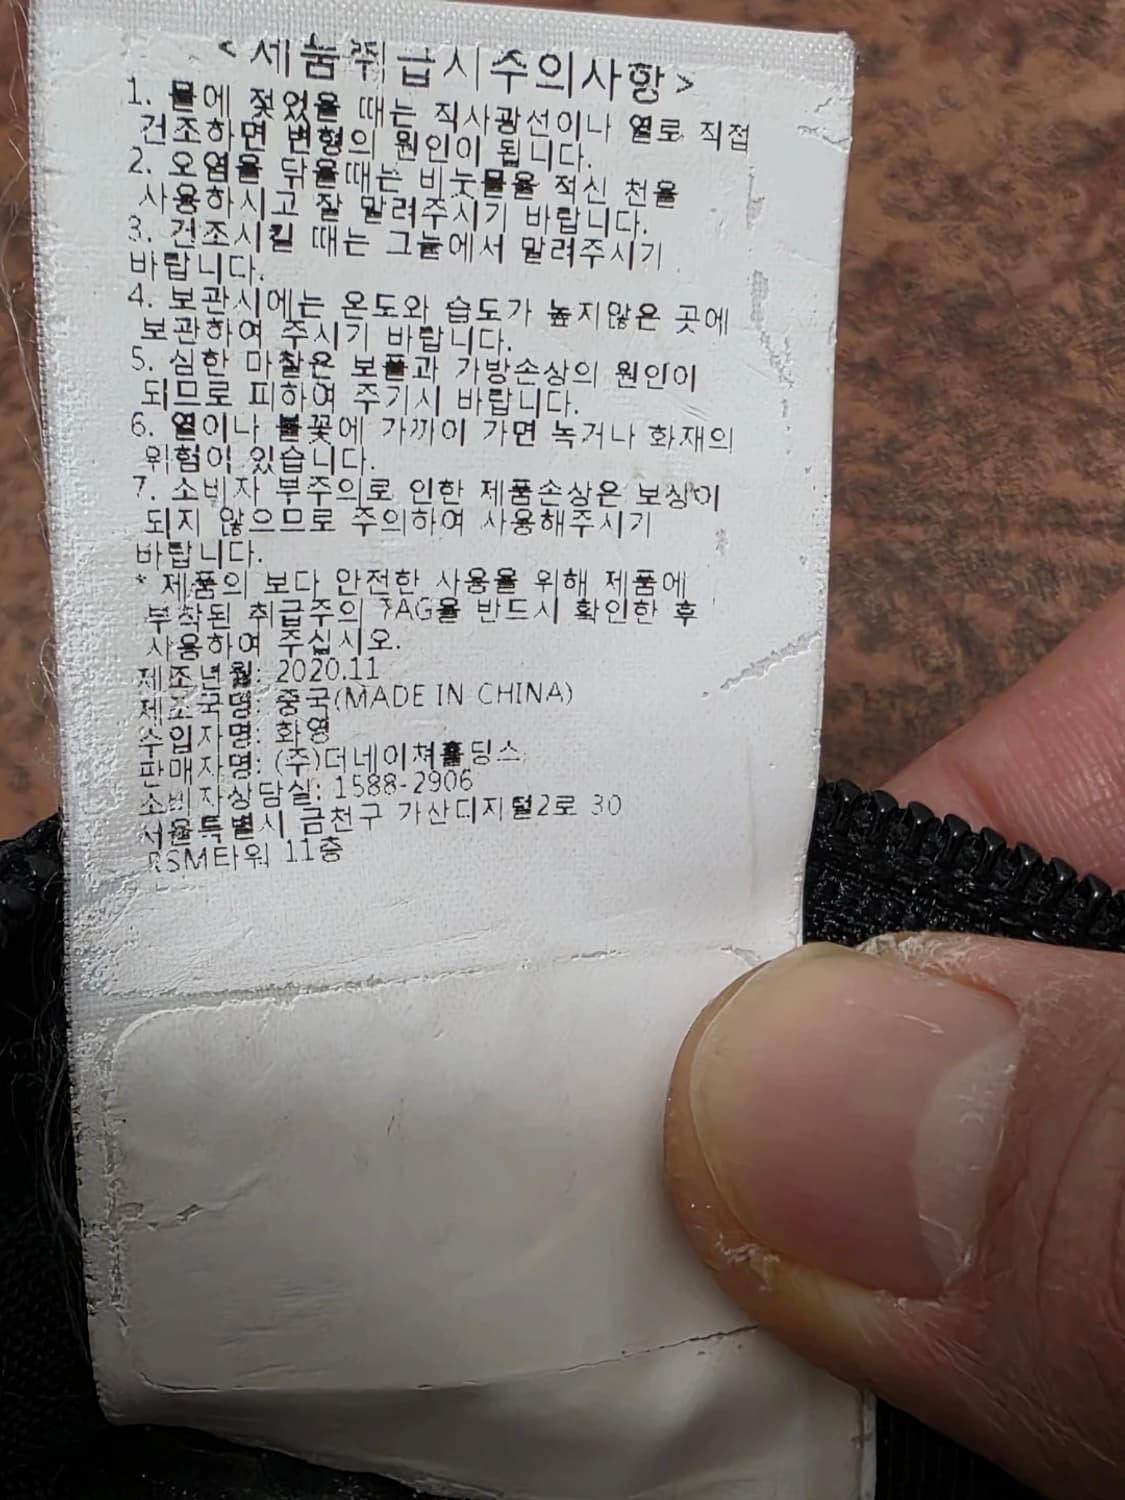 <제품취급시주의사항>
1. 물에 젖었을 때는 직사광선이나 열로 직접
건조하면 변형의 원인이 됩니다.
2. 오염을 닦을때는 비눗물을 적신 천을
사용하시고 잘 말려주시기 바랍니다.
3. 건조시킬 때는 그늘에서 말려주시기
바랍니다.
4. 보관시에는 온도와 습도가 높지않은 곳에
보관하여 주시기 바랍니다.
5. 심한 마찰은 보풀과 가방손상의 원인이
되므로 피하여 주기시 바랍니다.
6. 열이나 불꽃에 가까이 가면 녹거나 화재의
위험이 있습니다.
7. 소비자 부주의로 인한 제품손상은 보상이
되지 않으므로 주의하여 사용해주시기
바랍니다.
* 제품의 보다 안전한 사용을 위해 제품에
부착된 취급주의 TAG을 반드시 확인한 후
사용하여 주십시오.
제조년월: 2020.11
제조국명: 중국(MADE IN CHINA)
수입자명: 화영
판매자명: (주)더네이쳐홀딩스
소비자상담실: 1588-2906
서울특별시 금천구 가산디지털2로 30
RSM타워 11층